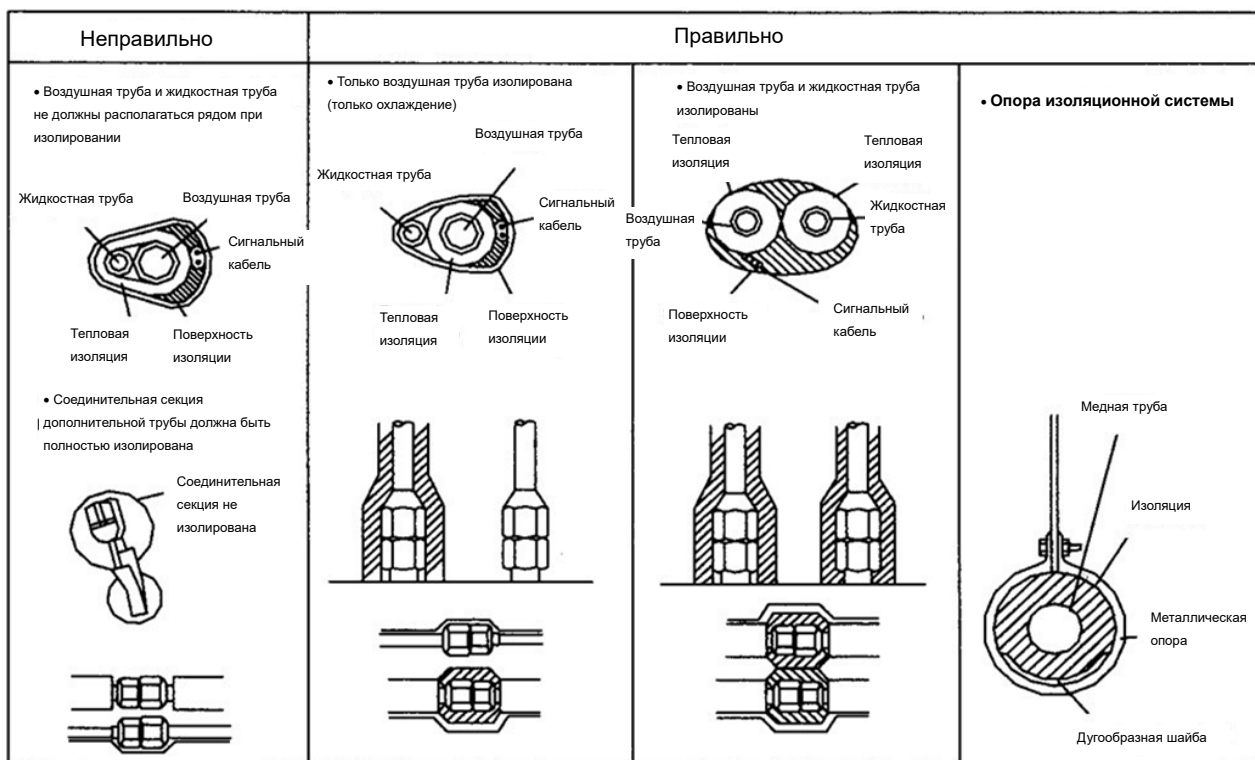 Неправильно
Правильно
• Воздушная труба и жидкостная труба
не должны располагаться рядом при
изолировании
Жидкостная труба
Воздушная труба
Сигнальный
кабель
Тепловая
изоляция
Поверхность
изоляции
• Соединительная секция
дополнительной трубы должна быть
полностью изолирована
Соединительная
секция не
изолирована
• Только воздушная труба изолирована
(только охлаждение)
Воздушная труба
Жидкостная труба
Сигнальный
кабель
Тепловая
изоляция
Поверхность
изоляции
• Воздушная труба и жидкостная труба
изолированы
Тепловая
изоляция
Тепловая
изоляция
Воздушная
труба
Жидкостная
труба
Поверхность
изоляции
Сигнальный
кабель
• Опора изоляционной системы
Медная труба
Изоляция
Металлическая
опора
Дугообразная шайба